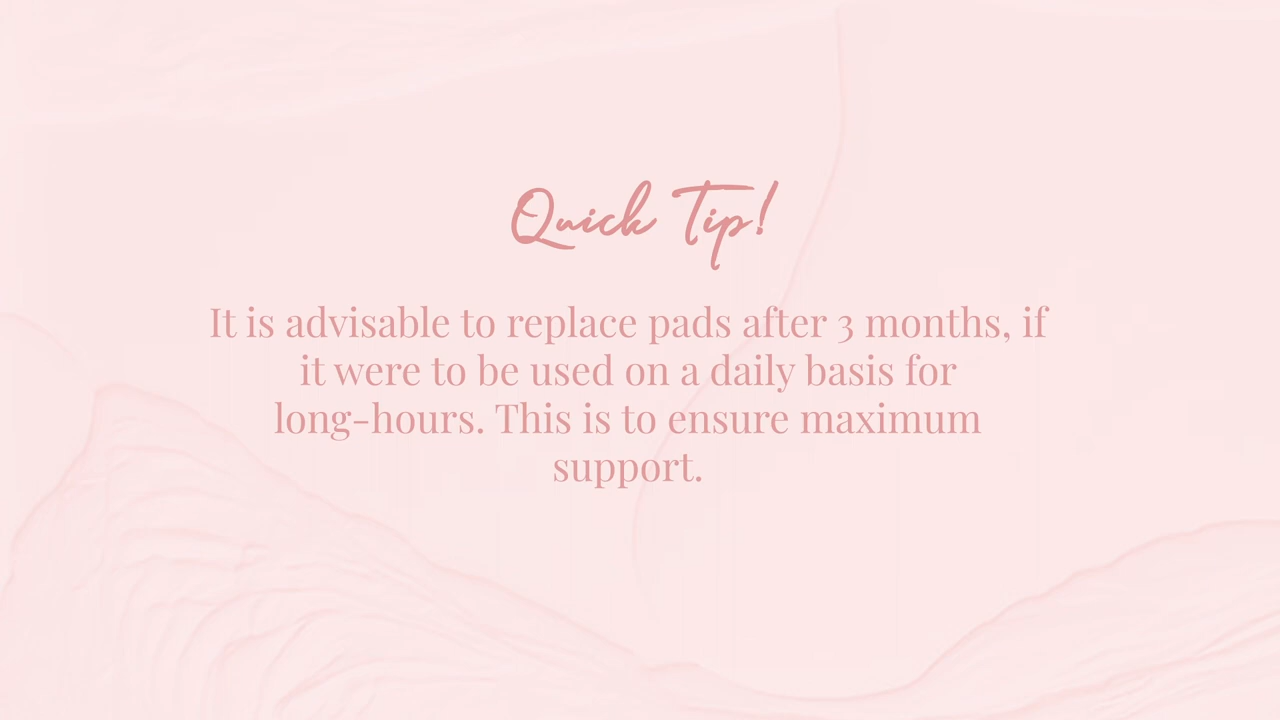 Quick Tip!
It is advisable to replace pads after 3 months, if
it were to be used on a daily basis for
long-hours. This is to ensure maximum
support.